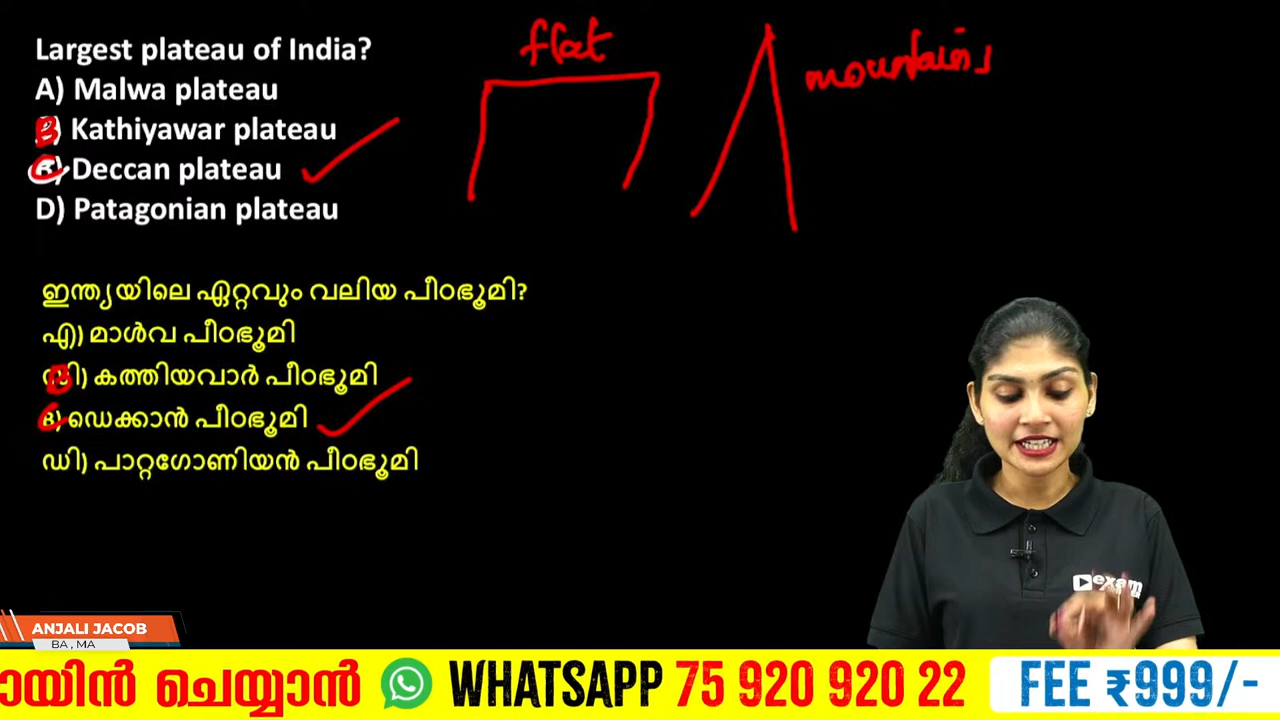 Largest plateau of India?
A) Malwa plateau
B) Kathiyawar plateau
C) Deccan plateau
D) Patagonian plateau
flat
mountains
ഇന്ത്യയിലെ ഏറ്റവും വലിയ പീഠഭൂമി?
എ) മാൾവ പീഠഭൂമി
B) കത്തിയവാർ പീഠഭൂമി
C) ഡെക്കാൻ പീഠഭൂമി
ഡി) പാറ്റഗോണിയൻ പീഠഭൂമി
exam
ANJALI JACOB
BA , MA
ായിൻ ചെയ്യാൻ WHATSAPP 75 920 920 22 FEE ₹999/-